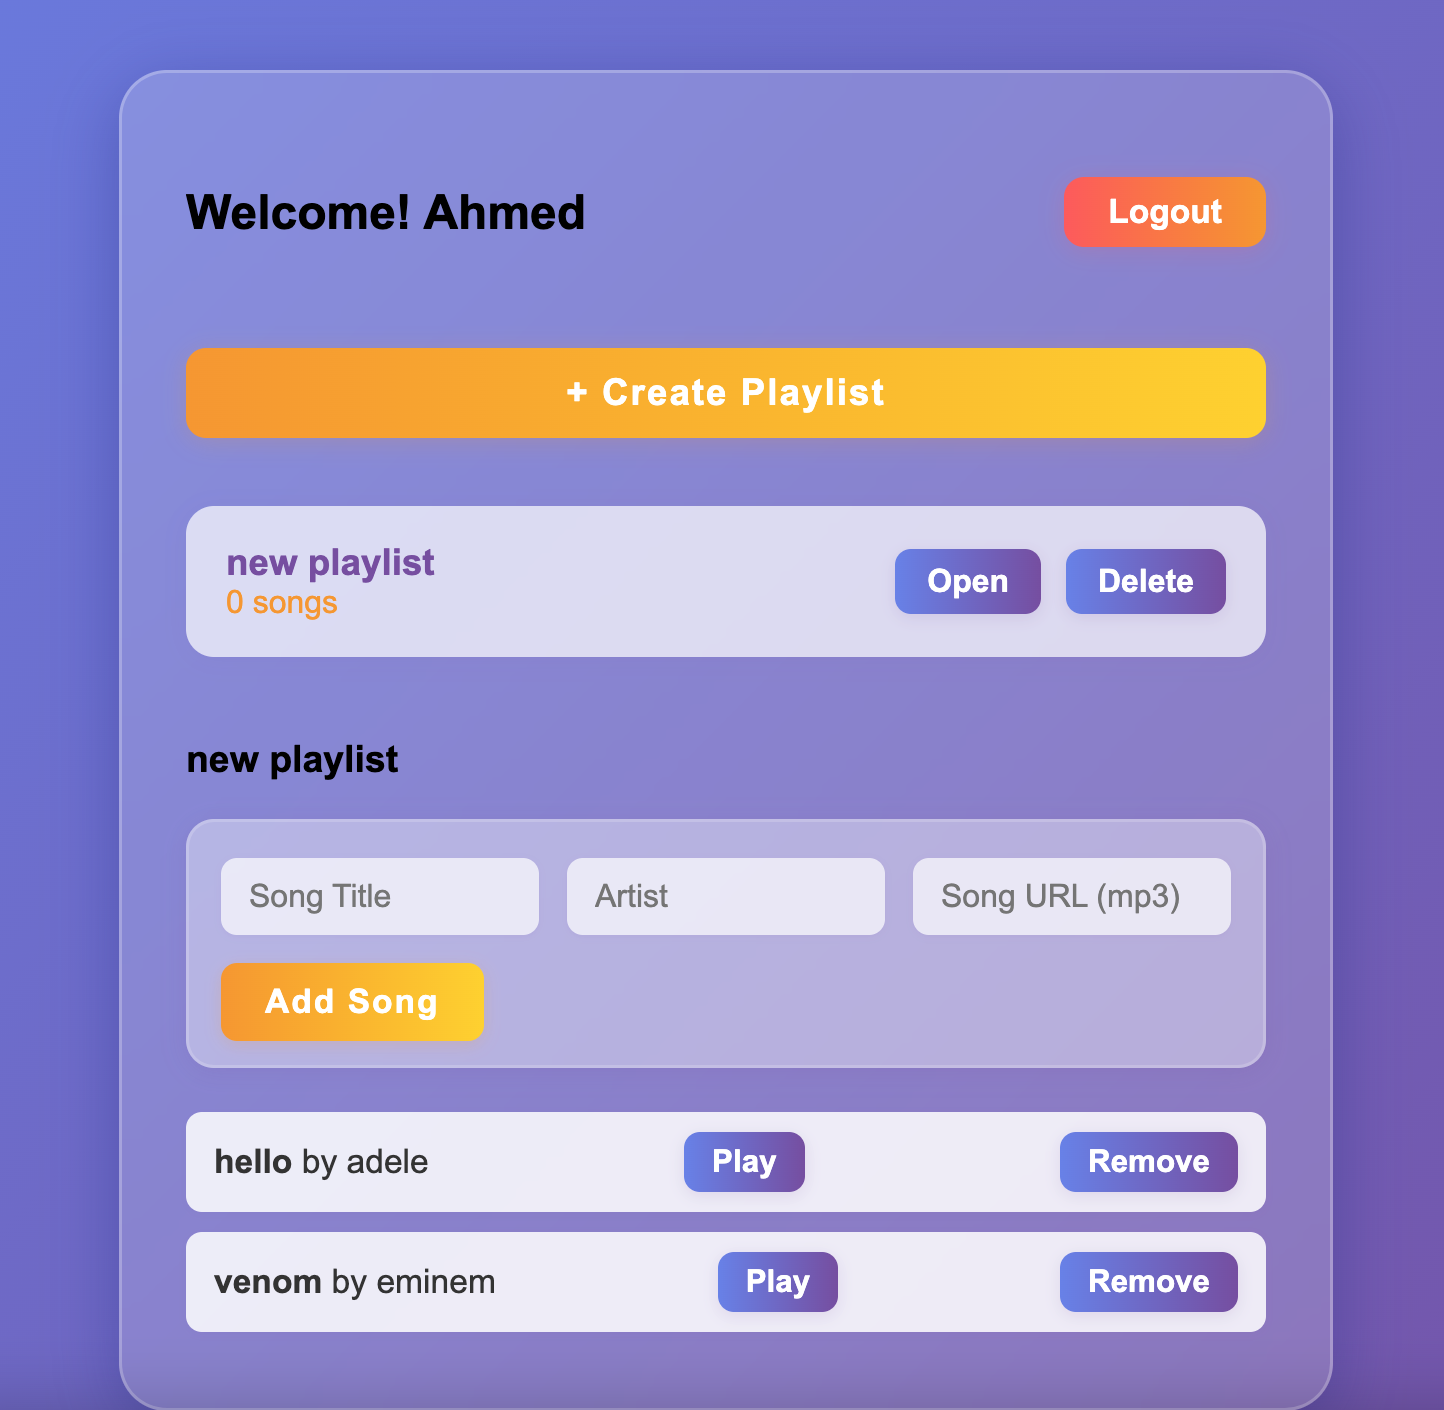 Welcome! Ahmed
Logout
+ Create Playlist
new playlist
0 songs
Open
Delete
new playlist
Song Title
Artist
Song URL (mp3)
Add Song
hello by adele
Play
Remove
venom by eminem
Play
Remove